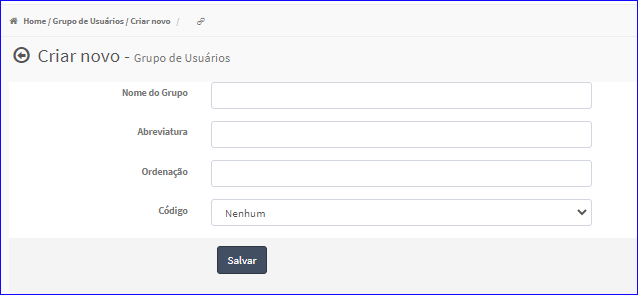 Home / Grupo de Usuários / Criar novo /
Criar novo - Grupo de Usuários
Nome do Grupo
Abreviatura
Ordenação
Código
Nenhum
Salvar